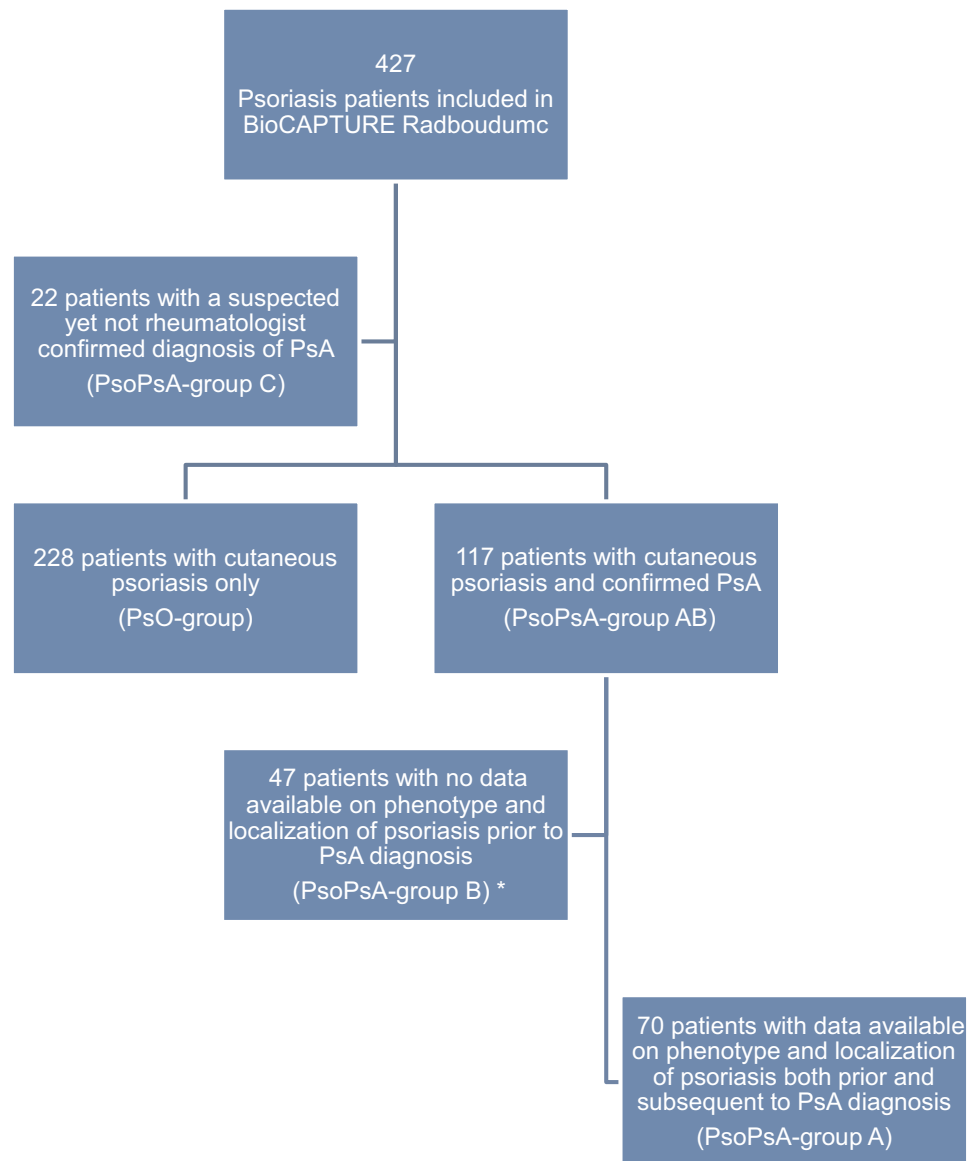 427
Psoriasis patients included in
BioCAPTURE Radboudumc
22 patients with a suspected
yet not rheumatologist
confirmed diagnosis of PsA
(PsoPsA-group C)
228 patients with cutaneous
psoriasis only
(PsO-group)
117 patients with cutaneous
psoriasis and confirmed PsA
(PsoPsA-group AB)
47 patients with no data
available on phenotype and
localization of psoriasis prior to
PsA diagnosis
(PsoPsA-group B) *
70 patients with data available
on phenotype and localization
of psoriasis both prior and
subsequent to PsA diagnosis
(PsoPsA-group A)